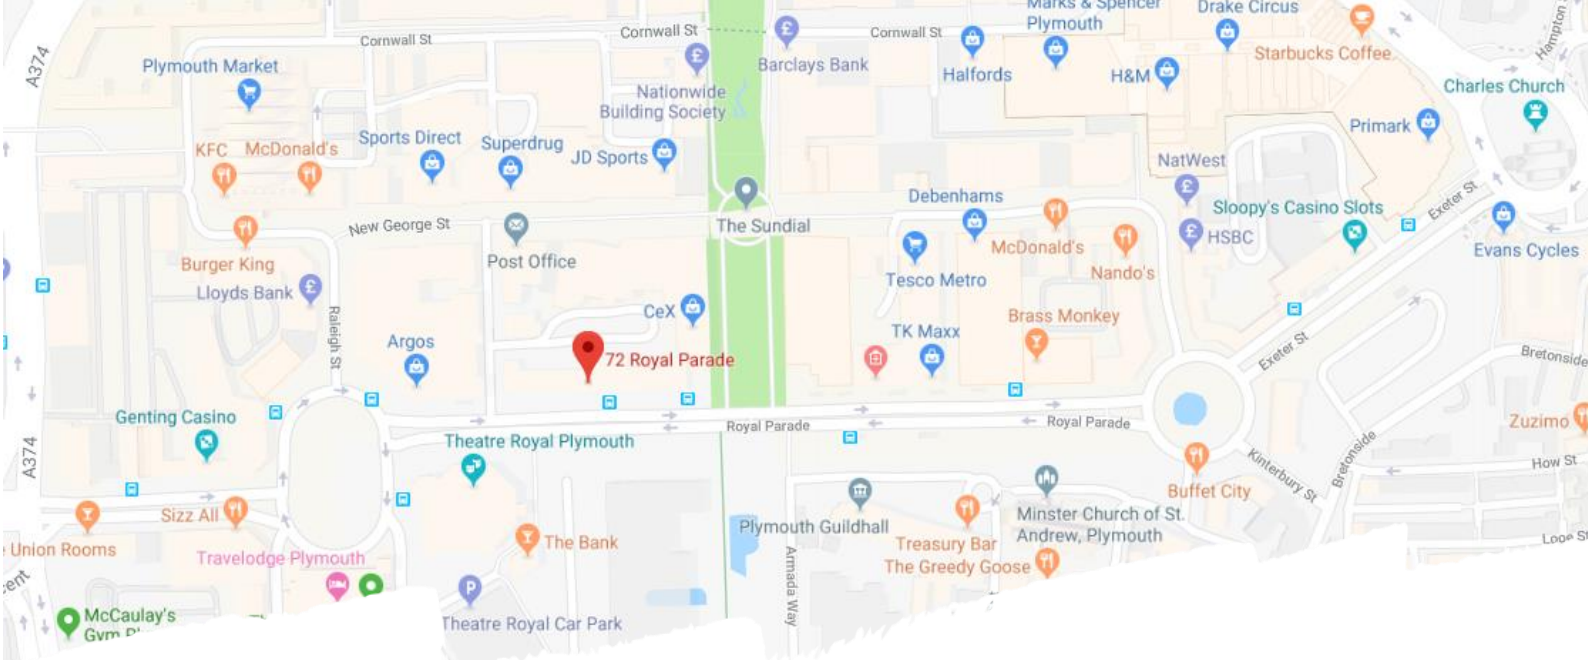 Marks & Spencer
Plymouth
Drake Circus
Cornwall St
Cornwall St
Cornwall St
Starbucks Coffee
Hampton
A374
Plymouth Market
Barclays Bank
Halfords
H&M
Charles Church
Nationwide
Building Society
Primark
KFC
McDonald's
Sports Direct
Superdrug
JD Sports
NatWest
Debenhams
Sloopy's Casino Slots
Exeter St
New George St
The Sundial
McDonald's
HSBC
Evans Cycles
Burger King
Post Office
Tesco Metro
Nando's
Lloyds Bank
Raleigh St
CeX
Brass Monkey
Argos
TK Maxx
72 Royal Parade
Exeter St
Bretonside
Genting Casino
Royal Parade
Royal Parade
Zuzimo
Theatre Royal Plymouth
A374
Bretonside
Kinterbury St
How St
Buffet City
Sizz All
Plymouth Guildhall
Minster Church of St.
Andrew, Plymouth
Union Rooms
The Bank
Treasury Bar
Looe St
Travelodge Plymouth
The Greedy Goose
Armada Way
cent
P
McCaulay's
Gym
Theatre Royal Car Park